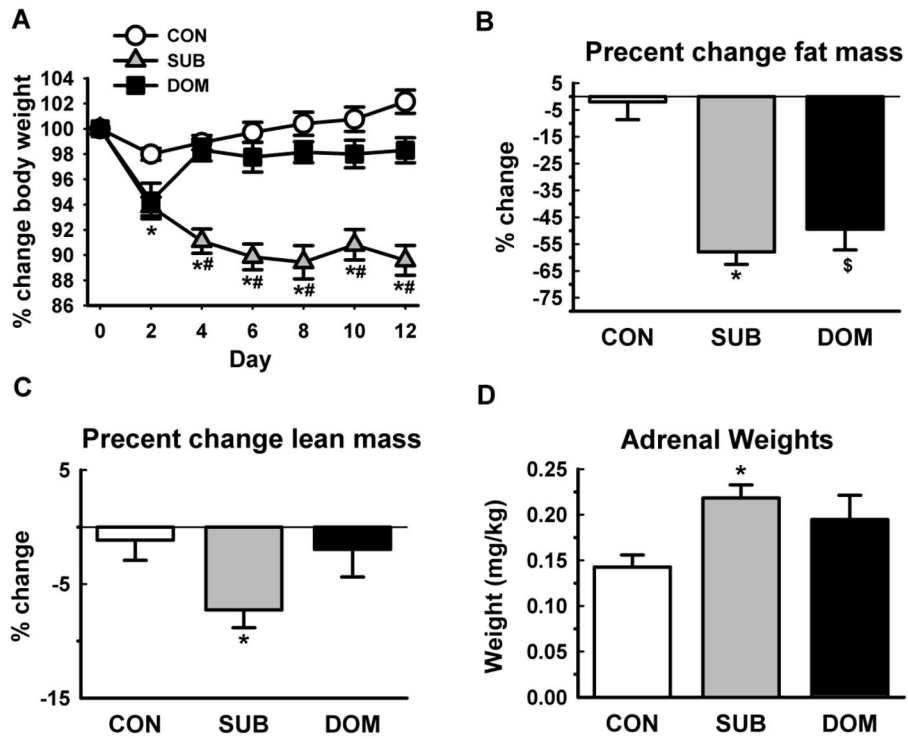 A
CON
SUB
DOM
% change body weight
104
102
100
98
96
94
92
90
88
86
*
*#
*#
*#
*#
*#
0 2 4 6 8 10 12
Day
B
Precent change fat mass
% change
5
-5
-15
-25
-35
-45
-55
-65
-75
*
$
CON SUB DOM
C
Precent change lean mass
% change
5
-5
-15
*
CON SUB DOM
D
Adrenal Weights
Weight (mg/kg)
0.25
0.20
0.15
0.10
0.05
0.00
*
CON SUB DOM